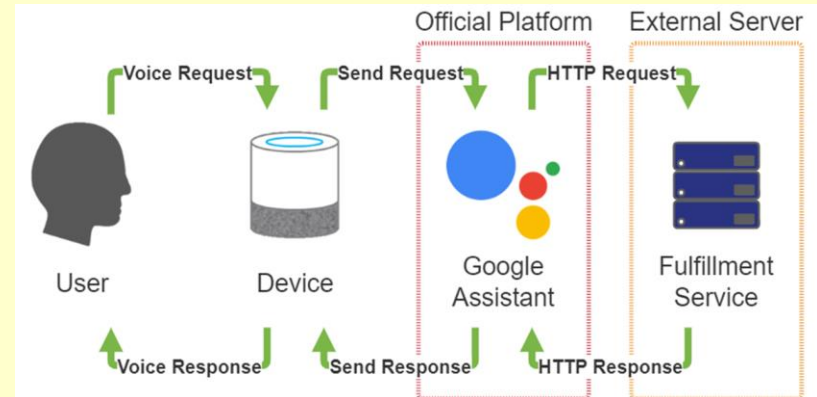 Official Platform
External Server
Voice Request
Send Request
HTTP Request
User
Device
Google
Assistant
Fulfillment
Service
Voice Response
Send Response
HTTP Response